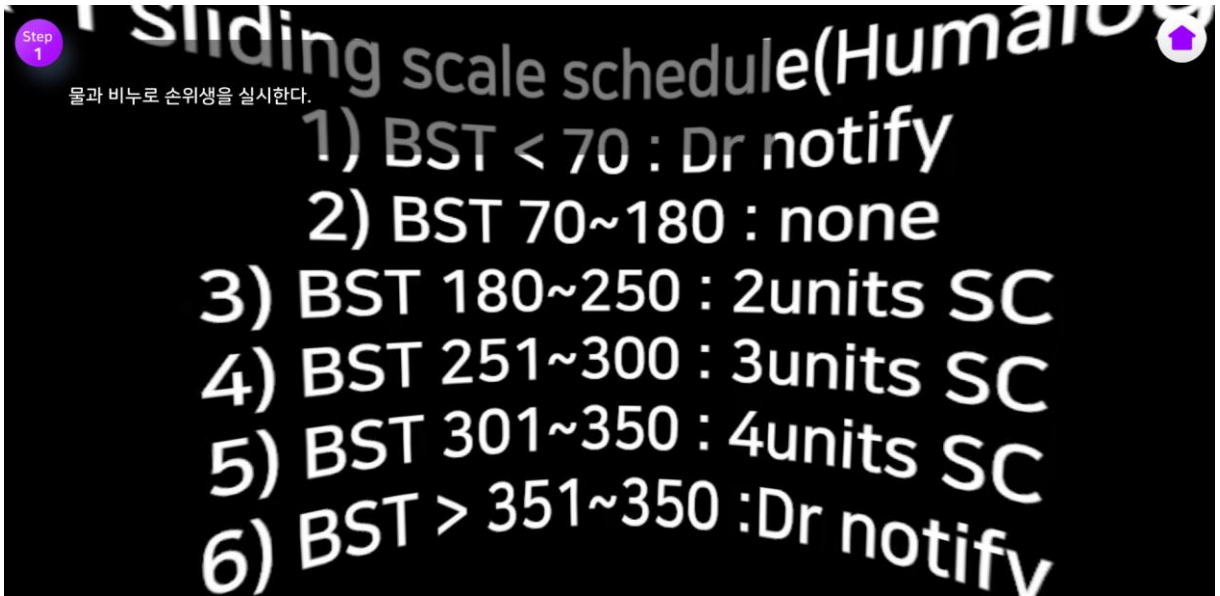 Step
1
물과 비누로 손위생을 실시한다.
Sliding scale schedule(Humalog
1) BST < 70 : Dr notify
2) BST 70~180 : none
3) BST 180~250 : 2units SC
4) BST 251~300 : 3units SC
5) BST 301~350 : 4units SC
6) BST > 351~350 :Dr notify